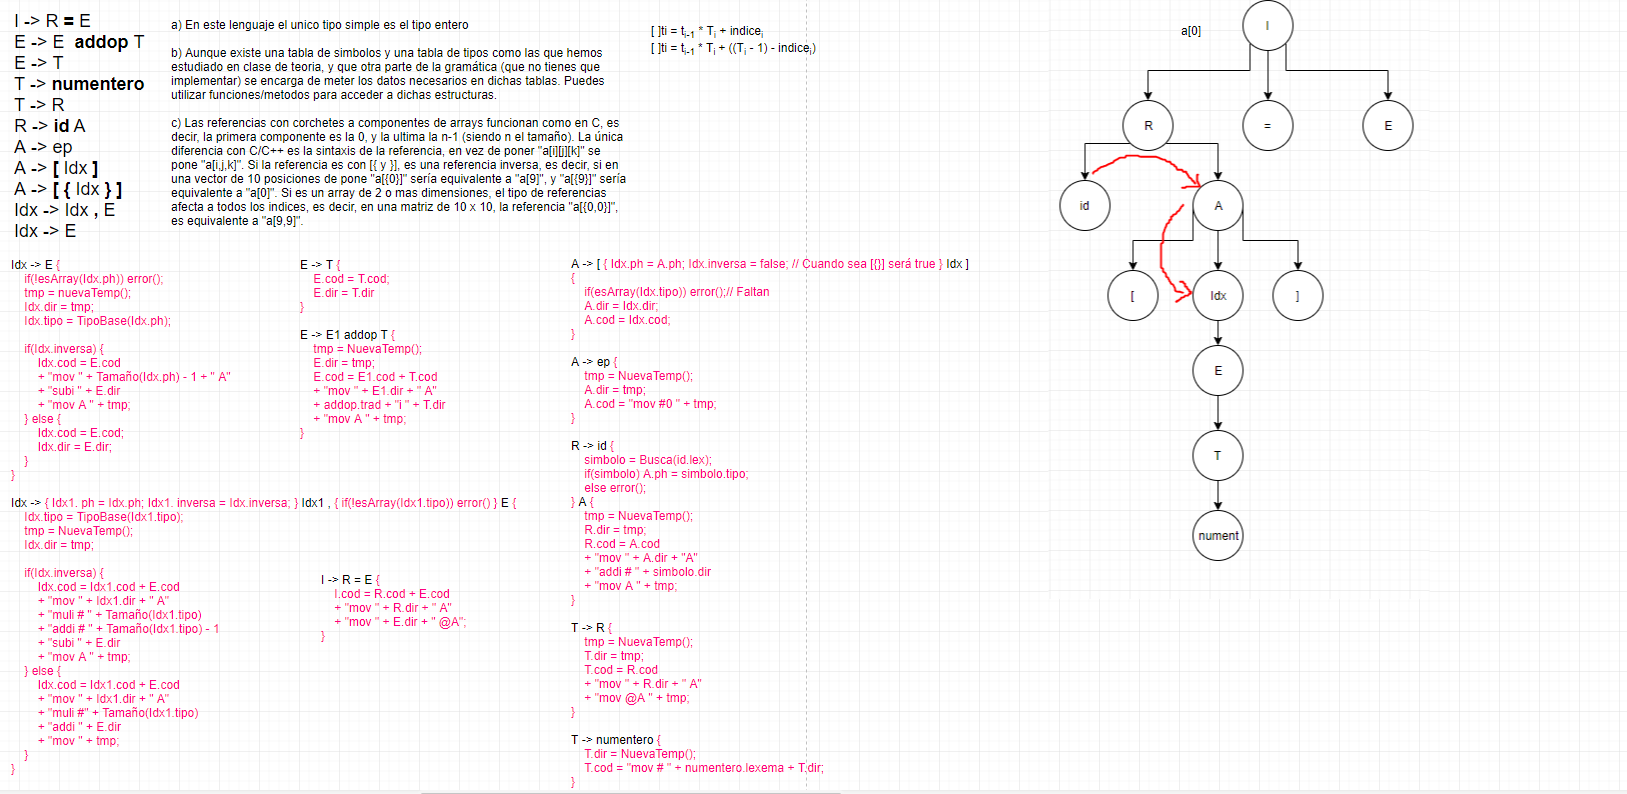 I -> R = E
E -> E addop T
E -> T
T -> numentero
T -> R
R -> id A
A -> ep
A -> [ Idx ]
A -> [ { Idx } ]
Idx -> Idx , E
Idx -> E
a) En este lenguaje el unico tipo simple es el tipo entero
b) Aunque existe una tabla de simbolos y una tabla de tipos como las que hemos
estudiado en clase de teoria, y que otra parte de la gramática (que no tienes que
implementar) se encarga de meter los datos necesarios en dichas tablas. Puedes
utilizar funciones/metodos para acceder a dichas estructuras.
c) Las referencias con corchetes a componentes de arrays funcionan como en C, es
decir, la primera componente es la 0, y la ultima la n-1 (siendo n el tamaño). La única
diferencia con C/C++ es la sintaxis de la referencia, en vez de poner "a[i][j][k]" se
pone "a[i,j,k]". Si la referencia es con [{ y }], es una referencia inversa, es decir, si en
una vector de 10 posiciones de pone "a[{0}]" sería equivalente a "a[9]", y "a[{9}]" sería
equivalente a "a[0]". Si es un array de 2 o mas dimensiones, el tipo de referencias
afecta a todos los indices, es decir, en una matriz de 10 x 10, la referencia "a[{0,0}]",
es equivalente a "a[9,9]".
[ ]ti = ti-1 * Ti + indicei
[ ]ti = ti-1 * Ti + ((Ti - 1) - indicei)
Idx -> E {
if(!esArray(Idx.ph)) error();
tmp = nuevaTemp();
Idx.dir = tmp;
Idx.tipo = TipoBase(Idx.ph);
if(Idx.inversa) {
Idx.cod = E.cod
+ "mov " + Tamaño(Idx.ph) - 1 + " A"
+ "subi " + E.dir
+ "mov A " + tmp;
} else {
Idx.cod = E.cod;
Idx.dir = E.dir;
}
}
Idx -> { Idx1. ph = Idx.ph; Idx1. inversa = Idx.inversa; } Idx1 , { if(!esArray(Idx1.tipo)) error() } E {
Idx.tipo = TipoBase(Idx1.tipo);
tmp = NuevaTemp();
Idx.dir = tmp;
if(Idx.inversa) {
Idx.cod = Idx1.cod + E.cod
+ "mov " + Idx1.dir + " A"
+ "muli # " + Tamaño(Idx1.tipo)
+ "addi # " + Tamaño(Idx1.tipo) - 1
+ "subi " + E.dir
+ "mov A " + tmp;
} else {
Idx.cod = Idx1.cod + E.cod
+ "mov " + Idx1.dir + " A"
+ "muli #" + Tamaño(Idx1.tipo)
+ "addi " + E.dir
+ "mov " + tmp;
}
}
E -> T {
E.cod = T.cod;
E.dir = T.dir
}
E -> E1 addop T {
tmp = NuevaTemp();
E.dir = tmp;
E.cod = E1.cod + T.cod
+ "mov " + E1.dir + " A"
+ addop.trad + "i " + T.dir
+ "mov A " + tmp;
}
I -> R = E {
I.cod = R.cod + E.cod
+ "mov " + R.dir + " A"
+ "mov " + E.dir + " @A";
}
A -> [ { Idx.ph = A.ph; Idx.inversa = false; // Cuando sea [{}] será true } Idx ]
{
if(esArray(Idx.tipo)) error();// Faltan
A.dir = Idx.dir;
A.cod = Idx.cod;
}
A -> ep {
tmp = NuevaTemp();
A.dir = tmp;
A.cod = "mov #0 " + tmp;
}
R -> id {
simbolo = Busca(id.lex);
if(simbolo) A.ph = simbolo.tipo;
else error();
} A {
tmp = NuevaTemp();
R.dir = tmp;
R.cod = A.cod
+ "mov " + A.dir + "A"
+ "addi # " + simbolo.dir
+ "mov A " + tmp;
}
T -> R {
tmp = NuevaTemp();
T.dir = tmp;
T.cod = R.cod
+ "mov " + R.dir + " A"
+ "mov @A " + tmp;
}
T -> numentero {
T.dir = NuevaTemp();
T.cod = "mov # " + numentero.lexema + T.dir;
}
a[0]
I
R
=
E
id
A
[
Idx
]
E
T
nument